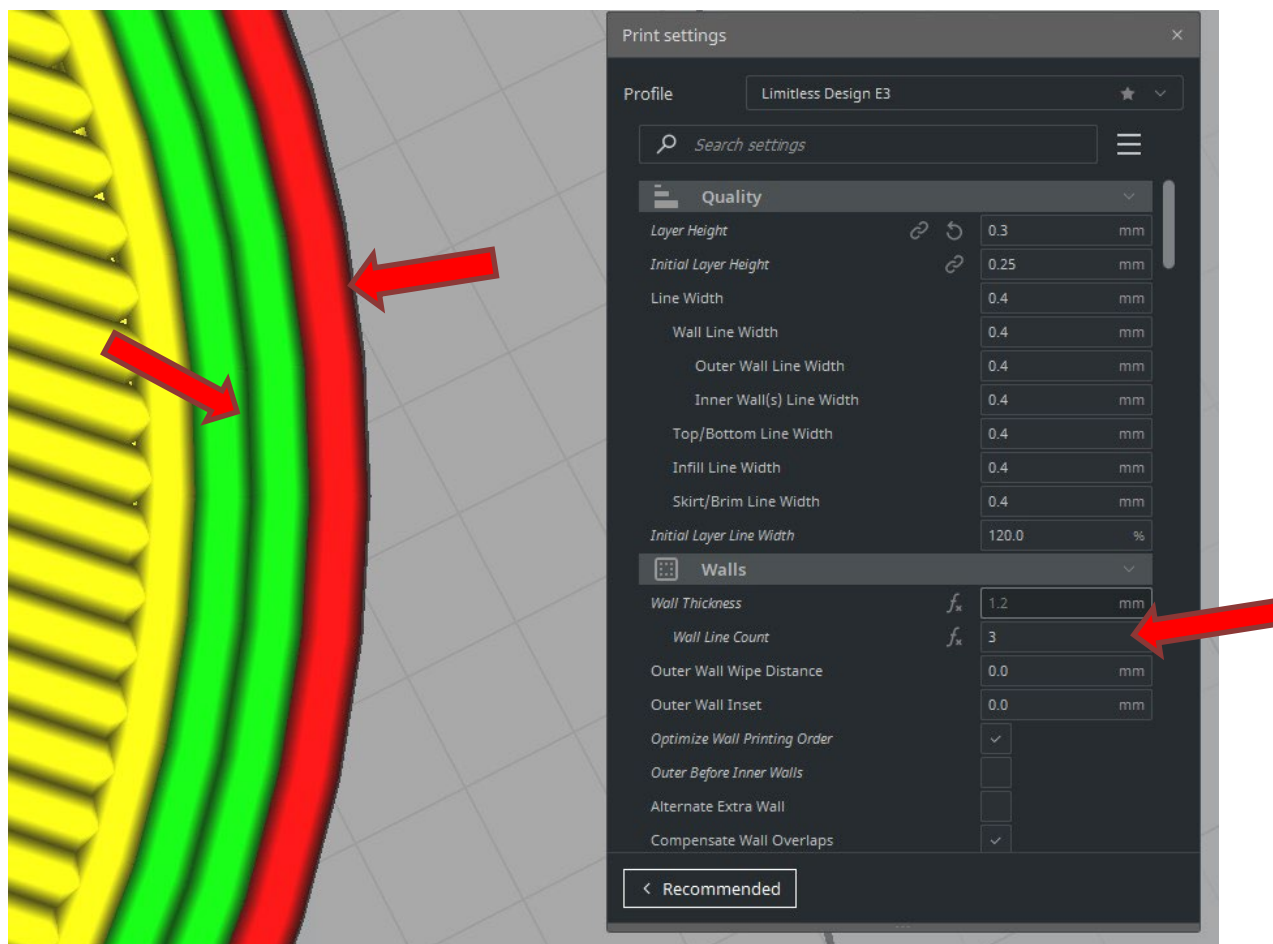 Print settings
Profile Limitless Design E3
Search settings
Quality
Layer Height 0.3 mm
Initial Layer Height 0.25 mm
Line Width 0.4 mm
Wall Line Width 0.4 mm
Outer Wall Line Width 0.4 mm
Inner Wall(s) Line Width 0.4 mm
Top/Bottom Line Width 0.4 mm
Infill Line Width 0.4 mm
Skirt/Brim Line Width 0.4 mm
Initial Layer Line Width 120.0 %
Walls
Wall Thickness 1.2 mm
Wall Line Count 3
Outer Wall Wipe Distance 0.0 mm
Outer Wall Inset 0.0 mm
Optimize Wall Printing Order
Outer Before Inner Walls
Alternate Extra Wall
Compensate Wall Overlaps
Recommended